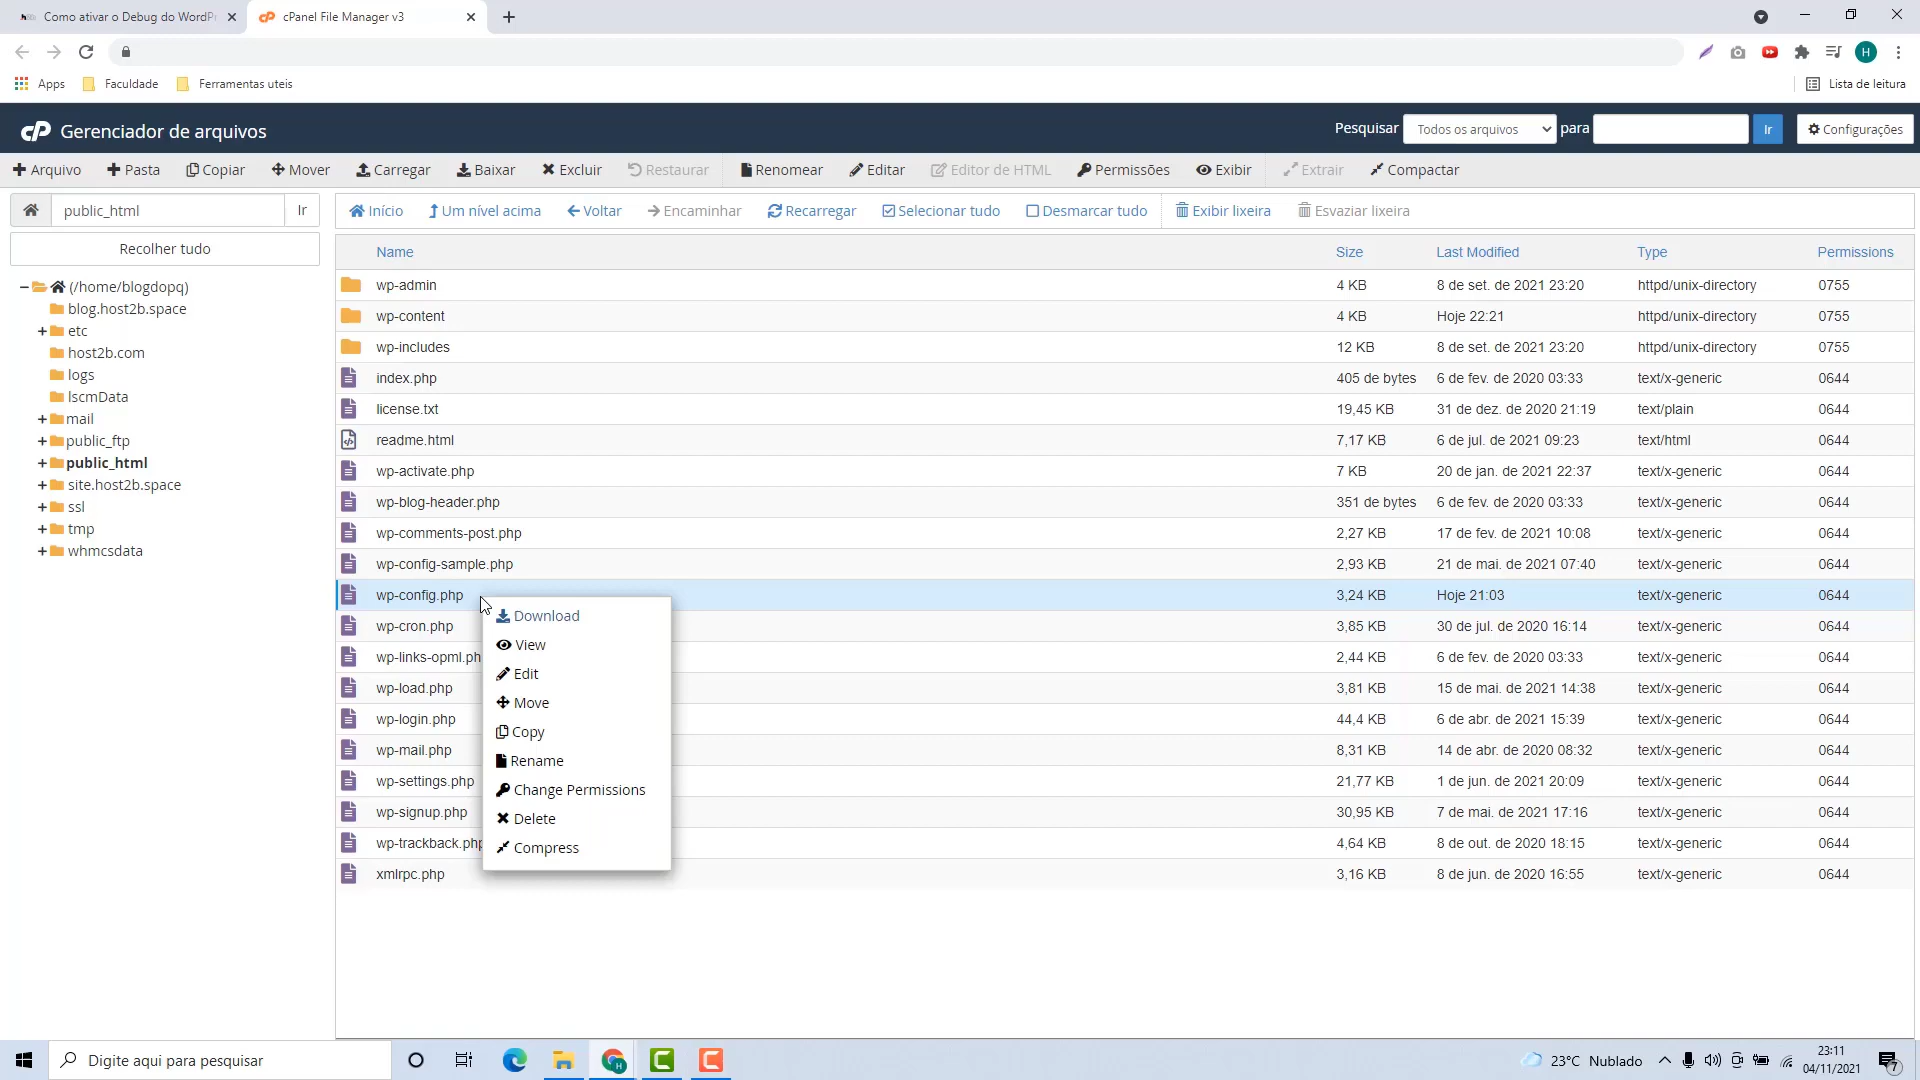 Como ativar o Debug do WordPr
cPanel File Manager v3
H
Apps
Faculdade
Ferramentas uteis
Lista de leitura
cP Gerenciador de arquivos
Pesquisar
Todos os arquivos
para
Ir
Configurações
Arquivo
Pasta
Copiar
Mover
Carregar
Baixar
Excluir
Restaurar
Renomear
Editar
Editor de HTML
Permissões
Exibir
Extrair
Compactar
public_html
Ir
Início
Um nível acima
Voltar
Encaminhar
Recarregar
Selecionar tudo
Desmarcar tudo
Exibir lixeira
Esvaziar lixeira
Recolher tudo
(/home/blogdopq)
blog.host2b.space
etc
host2b.com
logs
lscmData
mail
public_ftp
public_html
site.host2b.space
ssl
tmp
whmcsdata
Name Size Last Modified Type Permissions
wp-admin 4 KB 8 de set. de 2021 23:20 httpd/unix-directory 0755
wp-content 4 KB Hoje 22:21 httpd/unix-directory 0755
wp-includes 12 KB 8 de set. de 2021 23:20 httpd/unix-directory 0755
index.php 405 de bytes 6 de fev. de 2020 03:33 text/x-generic 0644
license.txt 19,45 KB 31 de dez. de 2020 21:19 text/plain 0644
readme.html 7,17 KB 6 de jul. de 2021 09:23 text/html 0644
wp-activate.php 7 KB 20 de jan. de 2021 22:37 text/x-generic 0644
wp-blog-header.php 351 de bytes 6 de fev. de 2020 03:33 text/x-generic 0644
wp-comments-post.php 2,27 KB 17 de fev. de 2021 10:08 text/x-generic 0644
wp-config-sample.php 2,93 KB 21 de mai. de 2021 07:40 text/x-generic 0644
wp-config.php 3,24 KB Hoje 21:03 text/x-generic 0644
wp-cron.php 3,85 KB 30 de jul. de 2020 16:14 text/x-generic 0644
wp-links-opml.ph 2,44 KB 6 de fev. de 2020 03:33 text/x-generic 0644
wp-load.php 3,81 KB 15 de mai. de 2021 14:38 text/x-generic 0644
wp-login.php 44,4 KB 6 de abr. de 2021 15:39 text/x-generic 0644
wp-mail.php 8,31 KB 14 de abr. de 2020 08:32 text/x-generic 0644
wp-settings.php 21,77 KB 1 de jun. de 2021 20:09 text/x-generic 0644
wp-signup.php 30,95 KB 7 de mai. de 2021 17:16 text/x-generic 0644
wp-trackback.php 4,64 KB 8 de out. de 2020 18:15 text/x-generic 0644
xmlrpc.php 3,16 KB 8 de jun. de 2020 16:55 text/x-generic 0644
Download
View
Edit
Move
Copy
Rename
Change Permissions
Delete
Compress
Digite aqui para pesquisar
23°C Nublado
23:11
04/11/2021
7